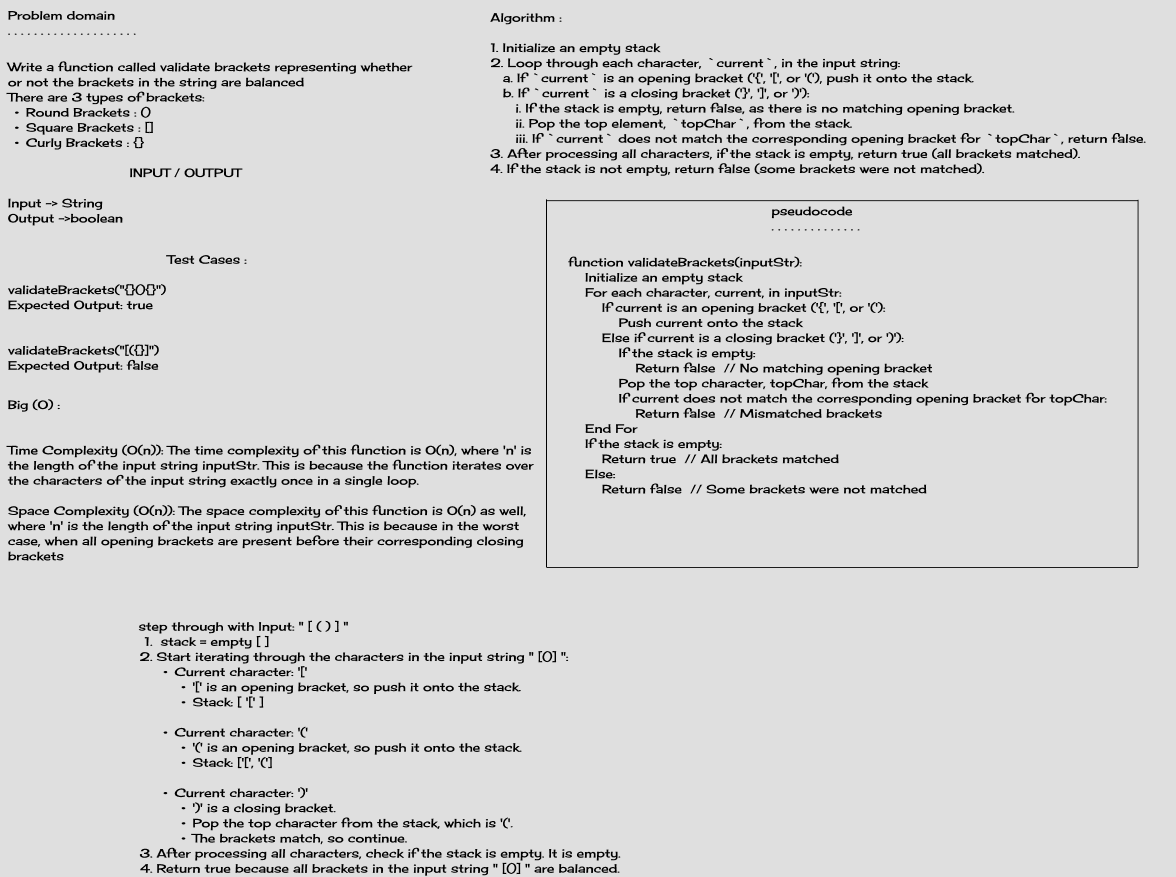 Problem domain
. . . . . . . . . . . . . . . . . . . .
Write a function called validate brackets representing whether
or not the brackets in the string are balanced
There are 3 types of brackets:
• Round Brackets : ()
• Square Brackets : []
• Curly Brackets : {}
INPUT / OUTPUT
Input -> String
Output ->boolean
Test Cases :
validateBrackets("{}(){}")
Expected Output: true
validateBrackets("[({}]")
Expected Output: false
Big (O) :
Time Complexity (O(n)): The time complexity of this function is O(n), where 'n' is
the length of the input string inputStr. This is because the function iterates over
the characters of the input string exactly once in a single loop.
Space Complexity (O(n)): The space complexity of this function is O(n) as well,
where 'n' is the length of the input string inputStr. This is because in the worst
case, when all opening brackets are present before their corresponding closing
brackets
Algorithm :
1. Initialize an empty stack
2. Loop through each character, `current`, in the input string:
a. If `current` is an opening bracket ('{', '[', or '('), push it onto the stack.
b. If `current` is a closing bracket ('}', ']', or ')'):
i. If the stack is empty, return false, as there is no matching opening bracket.
ii. Pop the top element, `topChar`, from the stack.
iii. If `current` does not match the corresponding opening bracket for `topChar`, return false.
3. After processing all characters, if the stack is empty, return true (all brackets matched).
4. If the stack is not empty, return false (some brackets were not matched).
pseudocode
. . . . . . . . . . . . . .
function validateBrackets(inputStr):
Initialize an empty stack
For each character, current, in inputStr:
If current is an opening bracket ('{', '[', or '('):
Push current onto the stack
Else if current is a closing bracket ('}', ']', or ')'):
If the stack is empty:
Return false // No matching opening bracket
Pop the top character, topChar, from the stack
If current does not match the corresponding opening bracket for topChar:
Return false // Mismatched brackets
End For
If the stack is empty:
Return true // All brackets matched
Else:
Return false // Some brackets were not matched
step through with Input: " [ ( ) ] "
1. stack = empty [ ]
2. Start iterating through the characters in the input string " [()] ":
• Current character: '['
• '[' is an opening bracket, so push it onto the stack.
• Stack: [ '[' ]
• Current character: '('
• '(' is an opening bracket, so push it onto the stack.
• Stack: ['[', '(']
• Current character: ')'
• ')' is a closing bracket.
• Pop the top character from the stack, which is '('.
• The brackets match, so continue.
3. After processing all characters, check if the stack is empty. It is empty.
4. Return true because all brackets in the input string " [()] " are balanced.